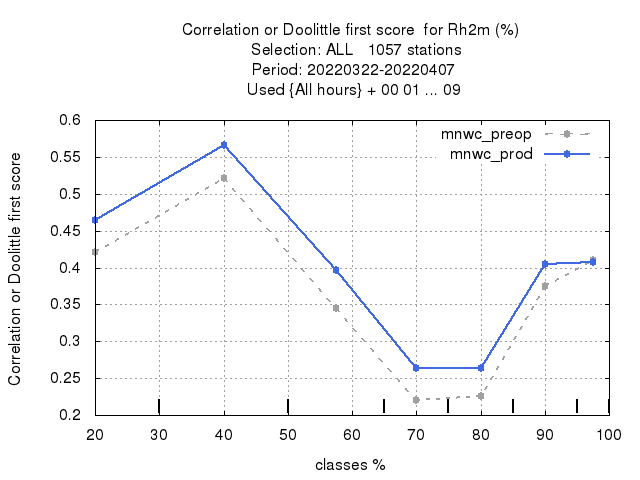 Correlation or Doolittle first score  for Rh2m (%)
Selection: ALL   1057 stations
Period: 20220322-20220407
Used {All hours} + 00 01 ... 09
mnwc_preop
mnwc_prod
Correlation or Doolittle first score
0.6
0.55
0.5
0.45
0.4
0.35
0.3
0.25
0.2
20 30 40 50 60 70 80 90 100
classes %